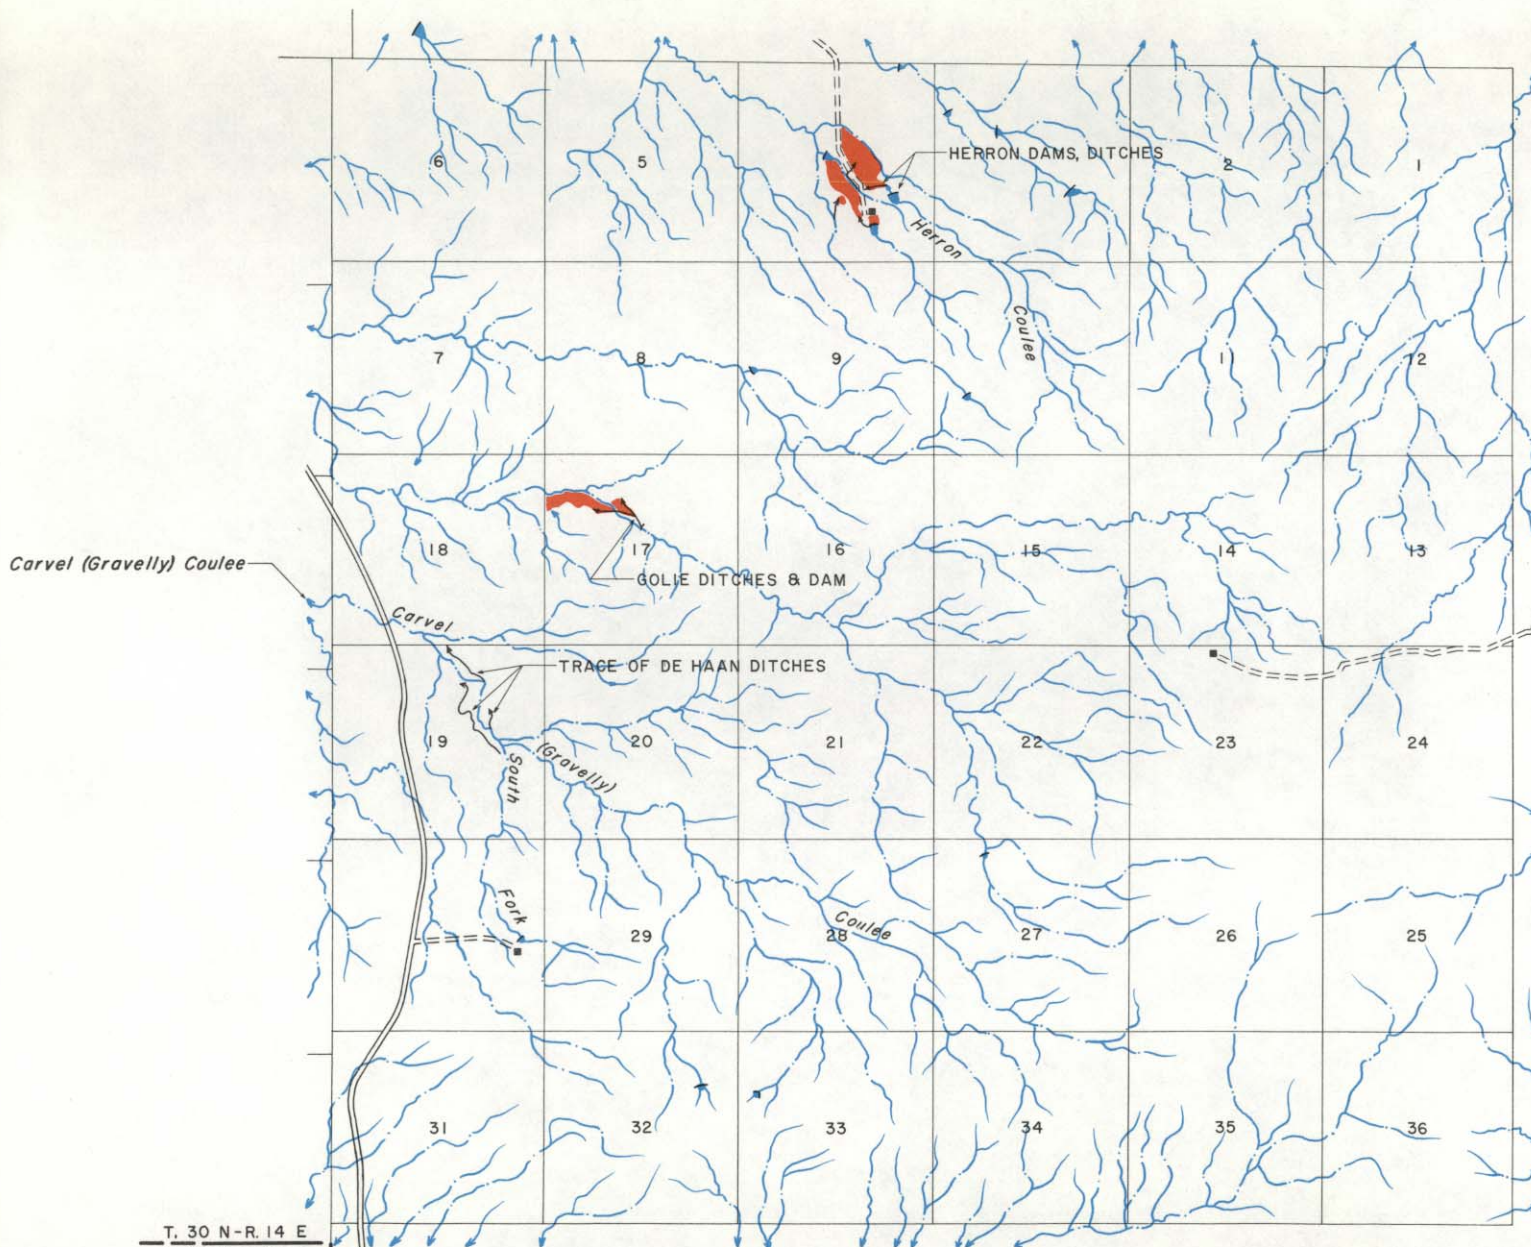 6
5
HERRON DAMS, DITCHES
2
1
Herron
Coulee
7
8
9
11
12
18
17
16
15
14
13
Carvel (Gravelly) Coulee
GOLIE DITCHES & DAM
Carvel
TRACE OF DE HAAN DITCHES
19
20
21
22
23
24
(Gravelly)
South
Fork
29
28
Coulee
27
26
25
31
32
33
34
35
36
T. 30 N-R. 14 E